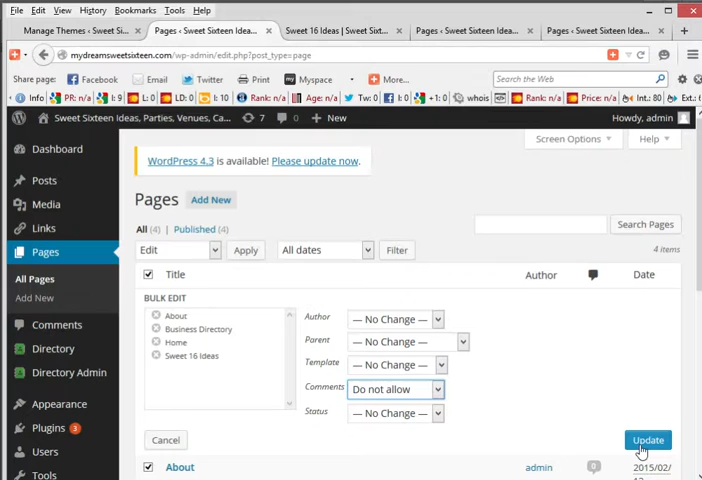 File Edit View History Bookmarks Tools Help
Manage Themes < Sweet Si... Pages < Sweet Sixteen Ideas... Sweet 16 Ideas | Sweet Sixt... Pages < Sweet Sixteen Ideas... Pages < Sweet Sixteen Ideas...
mydreamsweetsixteen.com/wp-admin/edit.php?post_type=page
Share page: Facebook Email Twitter Print Myspace More... Search the Web
Info PR: n/a I: 9 L: 0 LD: 0 I: 10 Rank: n/a Age: n/a Tw: 0 I: 0 +1: 0 whois Rank: n/a Price: n/a Int.: 80 Ext.:
Sweet Sixteen Ideas, Parties, Venues, Ca... 7 0 New Howdy, admin
Screen Options Help
Dashboard
WordPress 4.3 is available! Please update now.
Posts
Media
Links
Pages
All Pages
Add New
Comments
Directory
Directory Admin
Appearance
Plugins 3
Users
Tools
Pages Add New
All (4) | Published (4) Search Pages
Edit Apply All dates Filter 4 items
Title Author Date
BULK EDIT
About
Business Directory
Home
Sweet 16 Ideas
Author — No Change —
Parent — No Change —
Template — No Change —
Comments Do not allow
Status — No Change —
Cancel Update
About admin 0 2015/02/